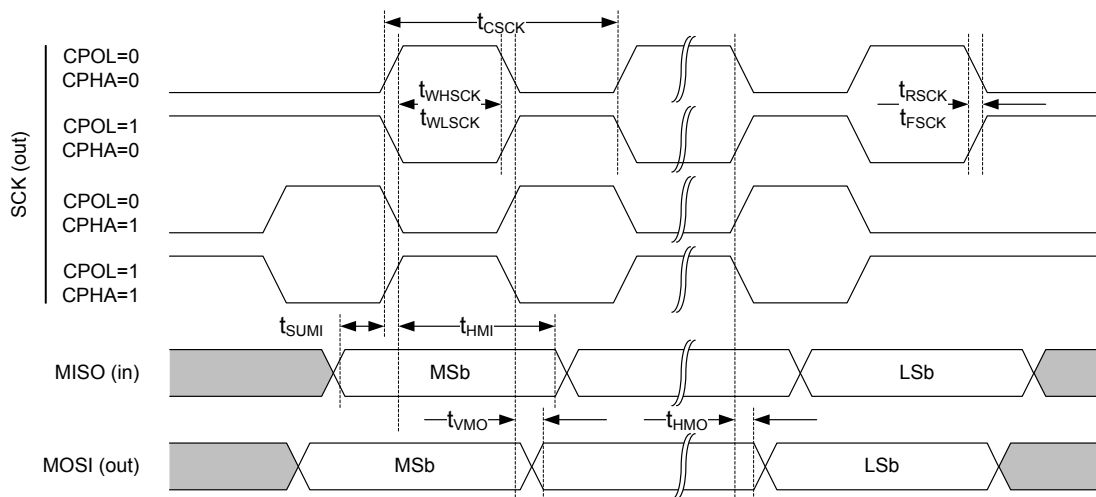 tCSCK
CPOL=0
CPHA=0
tWHSCK
tWLSCK
tRSCK
tFSCK
CPOL=1
CPHA=0
SCK (out)
CPOL=0
CPHA=1
CPOL=1
CPHA=1
tSUMI
tHMI
MISO (in)
MSb
LSb
tVMO
tHMO
MOSI (out)
MSb
LSb